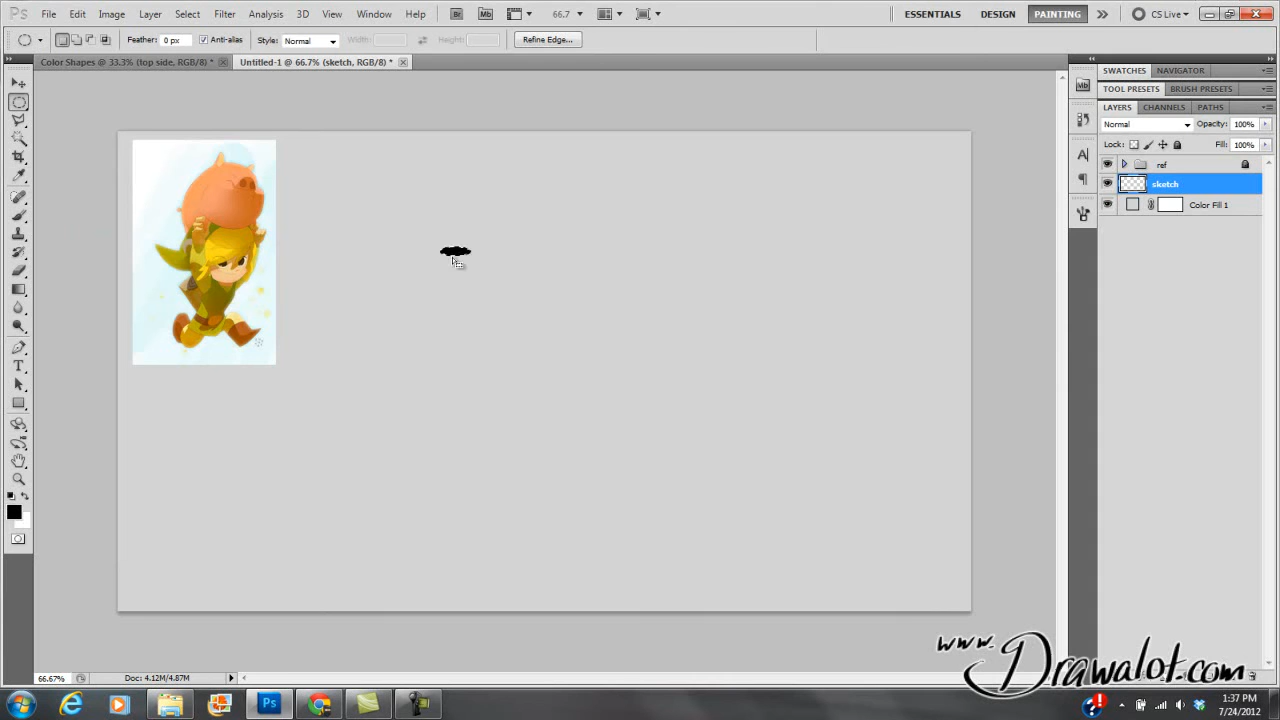 Ps File Edit Image Layer Select Filter Analysis 3D View Window Help Br Mb 66.7 ESSENTIALS DESIGN PAINTING CS Live
Feather: 0 px Anti-alias Style: Normal Width: Height: Refine Edge...
Color Shapes @ 33.3% (top side, RGB/8) * Untitled-1 @ 66.7% (sketch, RGB/8) *
SWATCHES NAVIGATOR
TOOL PRESETS BRUSH PRESETS
LAYERS CHANNELS PATHS
Normal Opacity: 100%
Lock: Fill: 100%
ref
sketch
Color Fill 1
www.
Drawalot.com
66.67% Doc: 4.12M/4.87M
Ps
1:37 PM
7/24/2012